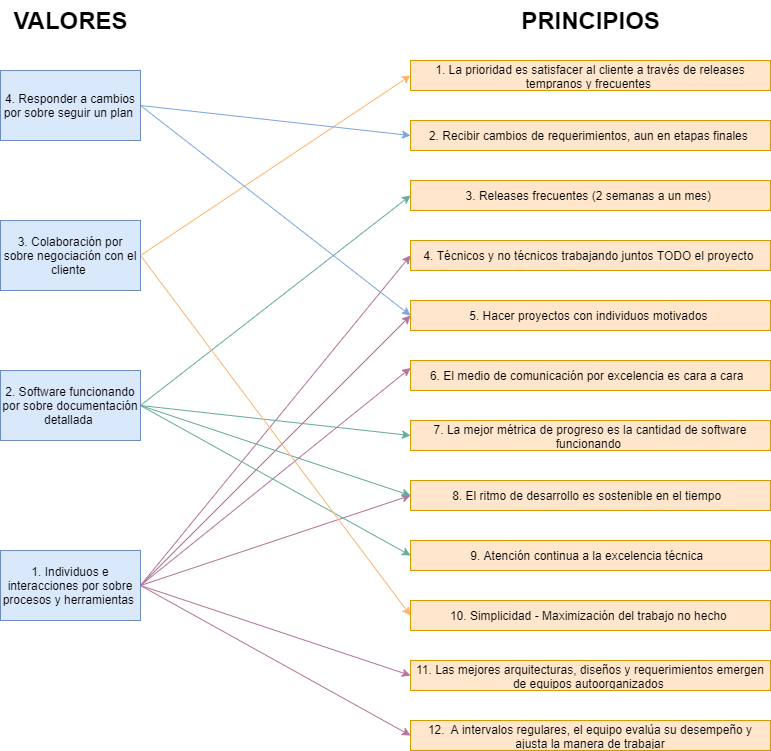 VALORES
PRINCIPIOS
4. Responder a cambios
por sobre seguir un plan
3. Colaboración por
sobre negociación con el
cliente
2. Software funcionando
por sobre documentación
detallada
1. Individuos e
interacciones por sobre
procesos y herramientas
1. La prioridad es satisfacer al cliente a través de releases
tempranos y frecuentes
2. Recibir cambios de requerimientos, aun en etapas finales
3. Releases frecuentes (2 semanas a un mes)
4. Técnicos y no técnicos trabajando juntos TODO el proyecto
5. Hacer proyectos con individuos motivados
6. El medio de comunicación por excelencia es cara a cara
7. La mejor métrica de progreso es la cantidad de software
funcionando
8. El ritmo de desarrollo es sostenible en el tiempo
9. Atención continua a la excelencia técnica
10. Simplicidad - Maximización del trabajo no hecho
11. Las mejores arquitecturas, diseños y requerimientos emergen
de equipos autoorganizados
12. A intervalos regulares, el equipo evalúa su desempeño y
ajusta la manera de trabajar